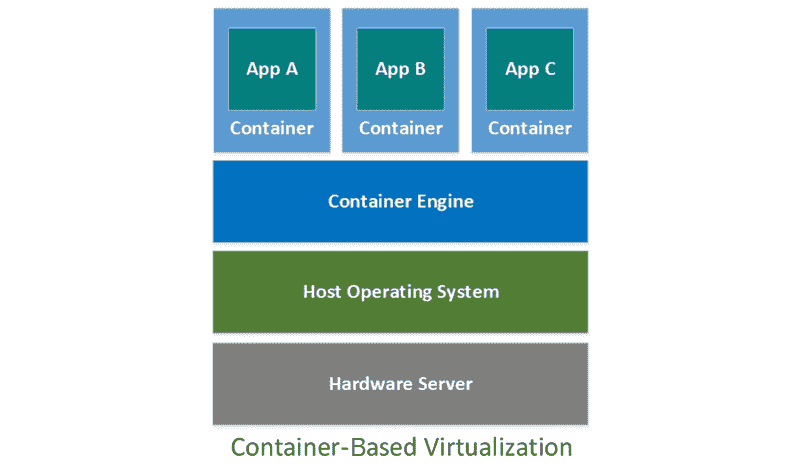 App A
App B
App C
Container
Container
Container
Container Engine
Host Operating System
Hardware Server
Container-Based Virtualization